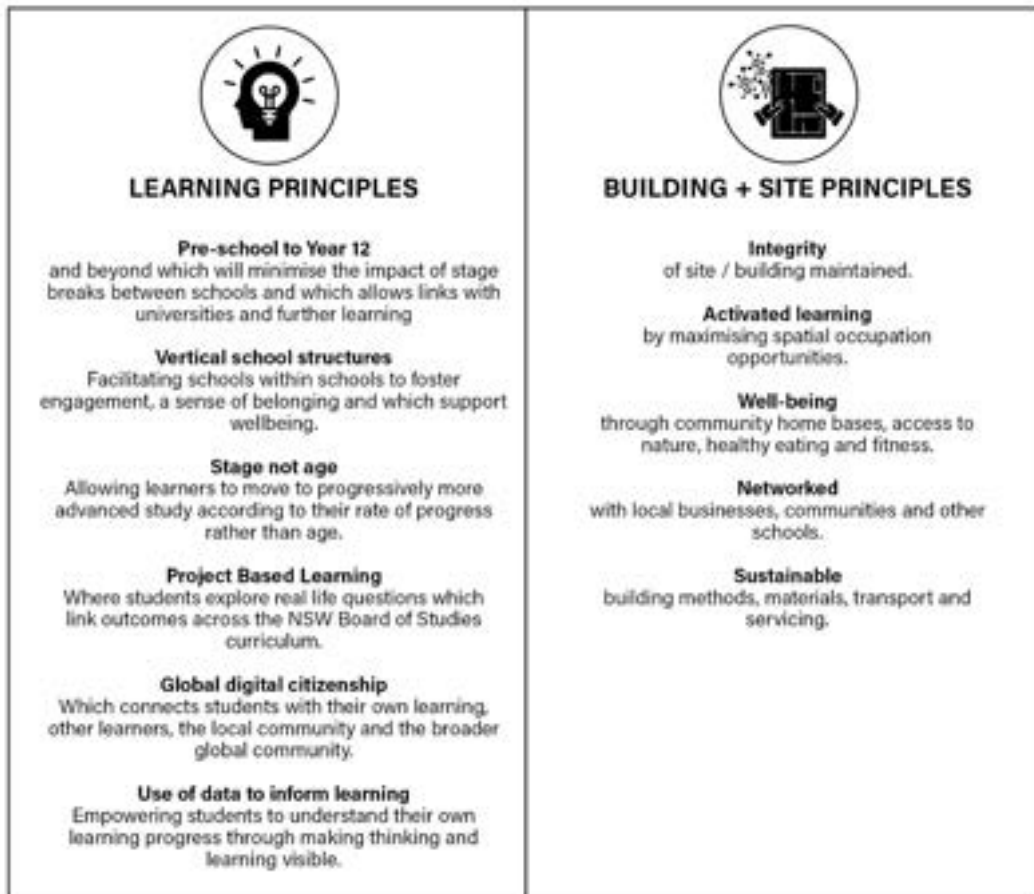 LEARNING PRINCIPLES
Pre-school to Year 12
and beyond which will minimise the impact of stage
breaks between schools and which allows links with
universities and further learning
Vertical school structures
Facilitating schools within schools to foster
engagement, a sense of belonging and which support
wellbeing.
Stage not age
Allowing learners to move to progressively more
advanced study according to their rate of progress
rather than age.
Project Based Learning
Where students explore real life questions which
link outcomes across the NSW Board of Studies
curriculum.
Global digital citizenship
Which connects students with their own learning,
other learners, the local community and the broader
global community.
Use of data to inform learning
Empowering students to understand their own
learning progress through making thinking and
learning visible.
BUILDING + SITE PRINCIPLES
Integrity
of site / building maintained.
Activated learning
by maximising spatial occupation
opportunities.
Well-being
through community home bases, access to
nature, healthy eating and fitness.
Networked
with local businesses, communities and other
schools.
Sustainable
building methods, materials, transport and
servicing.